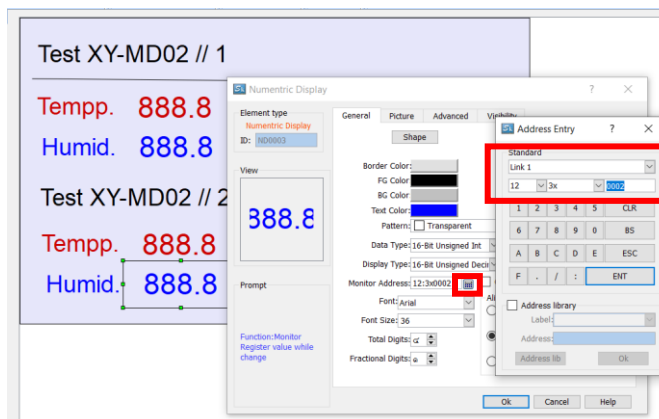 Test XY-MD02 // 1
Tempp. 888.8
Humid. 888.8
Test XY-MD02 // 2
Tempp. 888.8
Humid. 888.8
Numentric Display
Element type
Numentric Display
ID: ND0003
View
888.8
Prompt
Function:Monitor
Register value while
change
General Picture Advanced Visibility
Shape
Border Color:
FG Color:
BG Color:
Text Color:
Pattern: Transparent
Data Type: 16-Bit Unsigned Int
Display Type: 16-Bit Unsigned Deci
Monitor Address: 12:3x0002
Font: Arial
Font Size: 36
Total Digits:
Fractional Digits:
Ok Cancel Help
Address Entry
Standard
Link 1
12 3x 0002
1 2 3 4 5 CLR
6 7 8 9 0 BS
A B C D E ESC
F . / : ENT
Address library
Label:
Address:
Address lib Ok